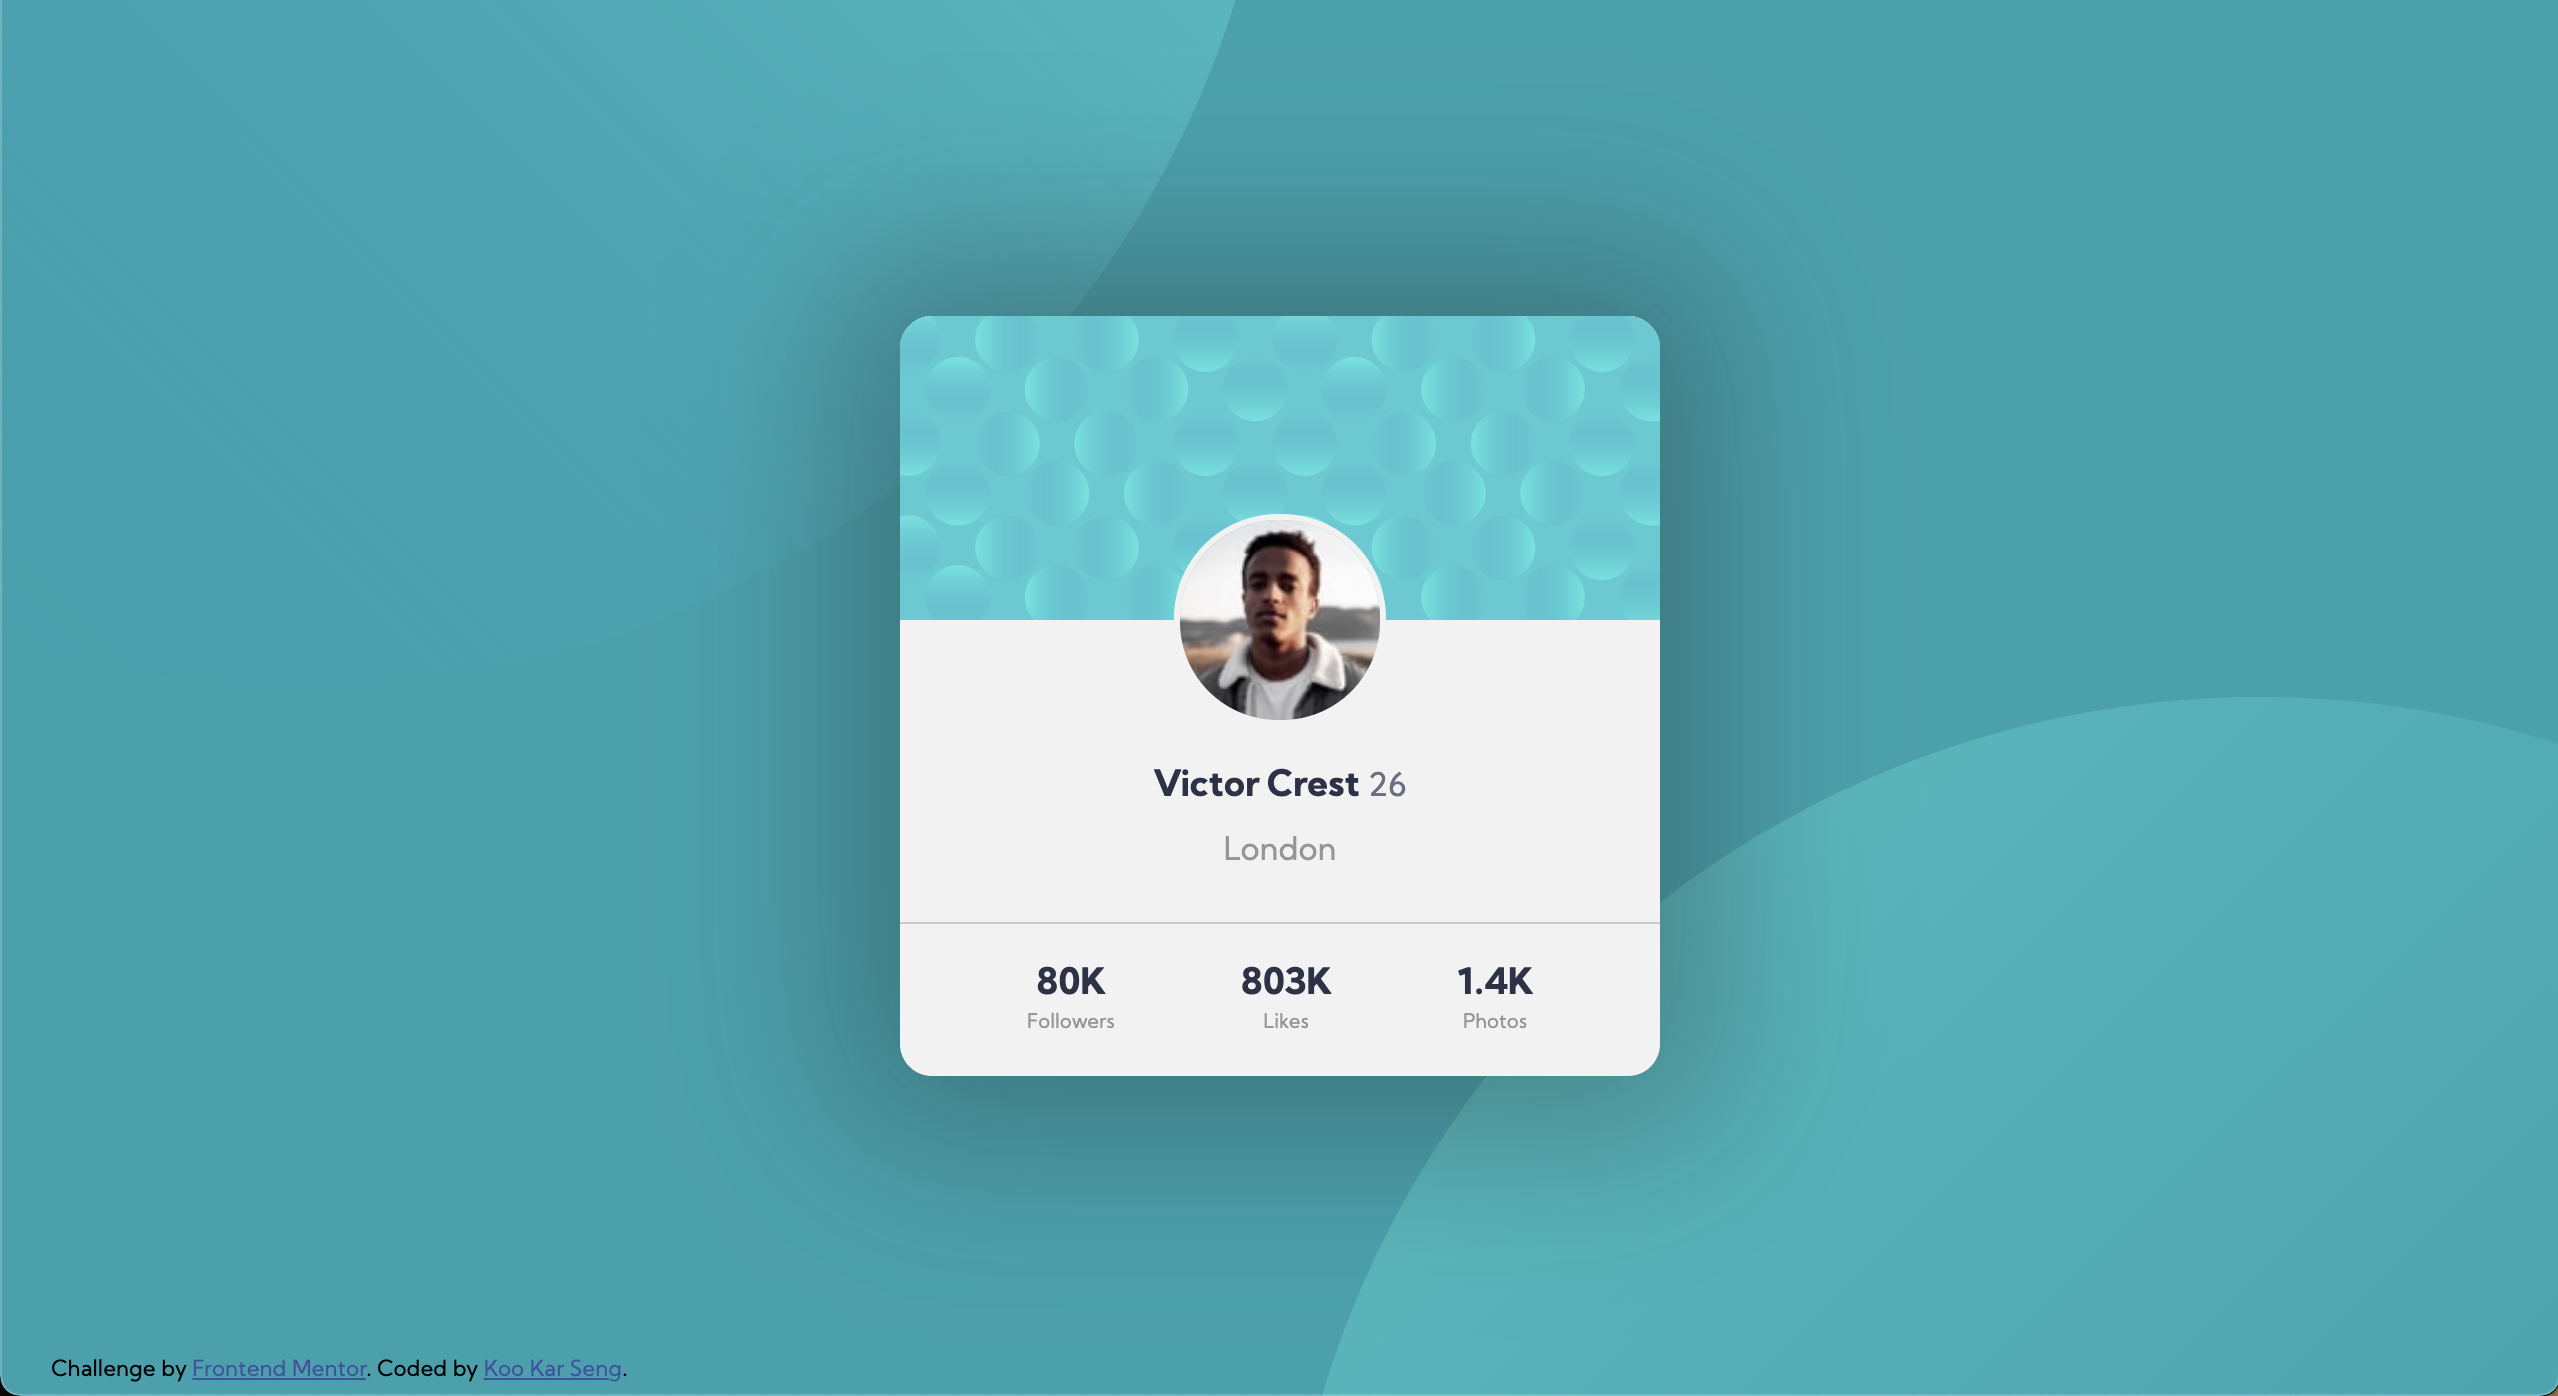 Victor Crest 26
London
80K 803K 1.4K
Followers Likes Photos
Challenge by Frontend Mentor. Coded by Koo Kar Seng.